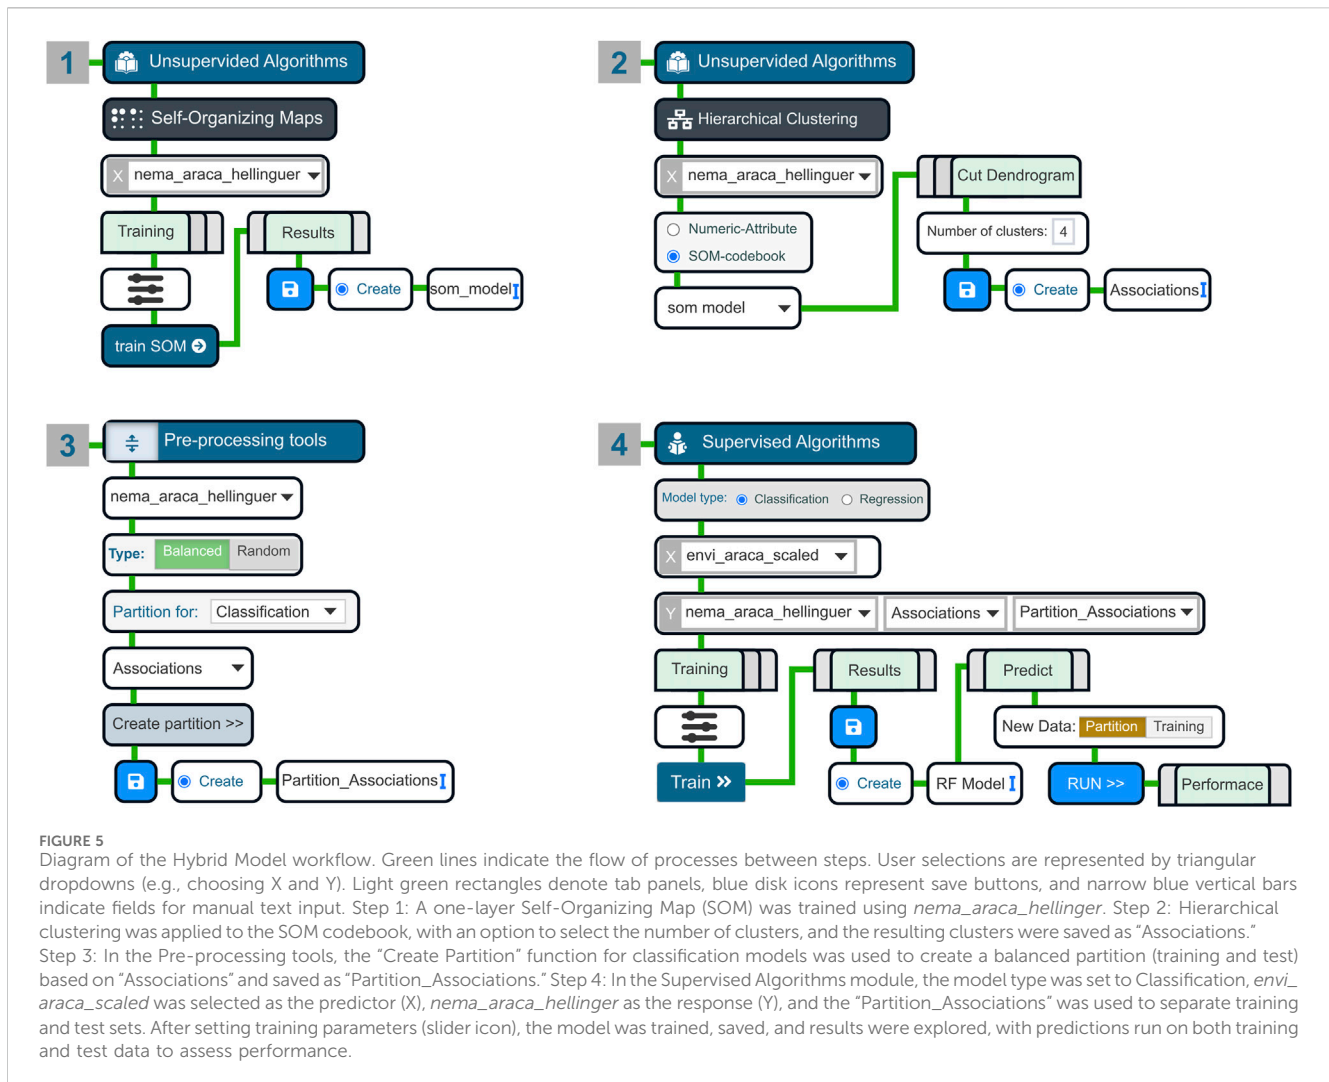 1
Unsupervided Algorithms
Self-Organizing Maps
X nema_araca_hellinguer
Training
Results
Create
som_model
train SOM
2
Unsupervided Algorithms
Hierarchical Clustering
X nema_araca_hellinguer
Numeric-Attribute
SOM-codebook
som model
Cut Dendrogram
Number of clusters: 4
Create
Associations
3
Pre-processing tools
nema_araca_hellinguer
Type: Balanced Random
Partition for: Classification
Associations
Create partition >>
Create
Partition_Associations
4
Supervised Algorithms
Model type: Classification Regression
X envi_araca_scaled
Y nema_araca_hellinguer Associations Partition_Associations
Training
Results
Predict
New Data: Partition Training
Train »
Create
RF Model
RUN >>
Performace
FIGURE 5
Diagram of the Hybrid Model workflow. Green lines indicate the flow of processes between steps. User selections are represented by triangular
dropdowns (e.g., choosing X and Y). Light green rectangles denote tab panels, blue disk icons represent save buttons, and narrow blue vertical bars
indicate fields for manual text input. Step 1: A one-layer Self-Organizing Map (SOM) was trained using nema_araca_hellinger. Step 2: Hierarchical
clustering was applied to the SOM codebook, with an option to select the number of clusters, and the resulting clusters were saved as “Associations.”
Step 3: In the Pre-processing tools, the “Create Partition” function for classification models was used to create a balanced partition (training and test)
based on “Associations” and saved as “Partition_Associations.” Step 4: In the Supervised Algorithms module, the model type was set to Classification, envi_
araca_scaled was selected as the predictor (X), nema_araca_hellinger as the response (Y), and the “Partition_Associations” was used to separate training
and test sets. After setting training parameters (slider icon), the model was trained, saved, and results were explored, with predictions run on both training
and test data to assess performance.